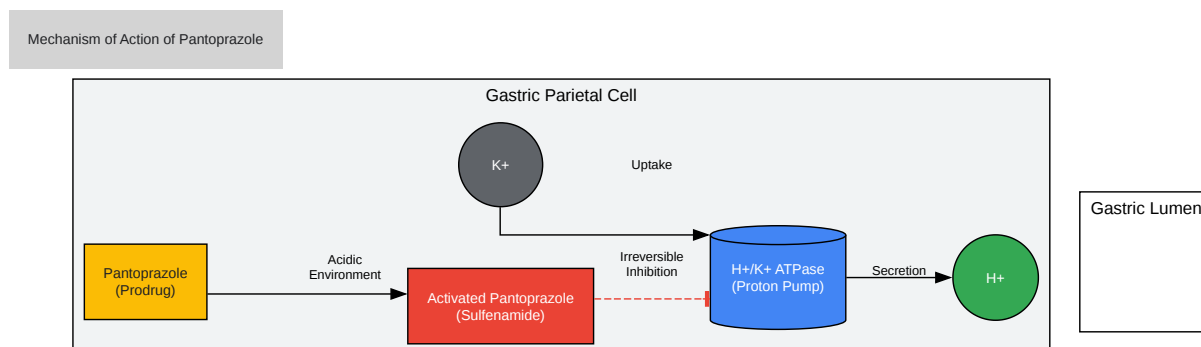 Mechanism of Action of Pantoprazole
Gastric Parietal Cell
K+
Uptake
Gastric Lumen
Acidic
Environment
Irreversible
Inhibition
Pantoprazole
(Prodrug)
Activated Pantoprazole
(Sulfenamide)
H+/K+ ATPase
(Proton Pump)
Secretion
H+